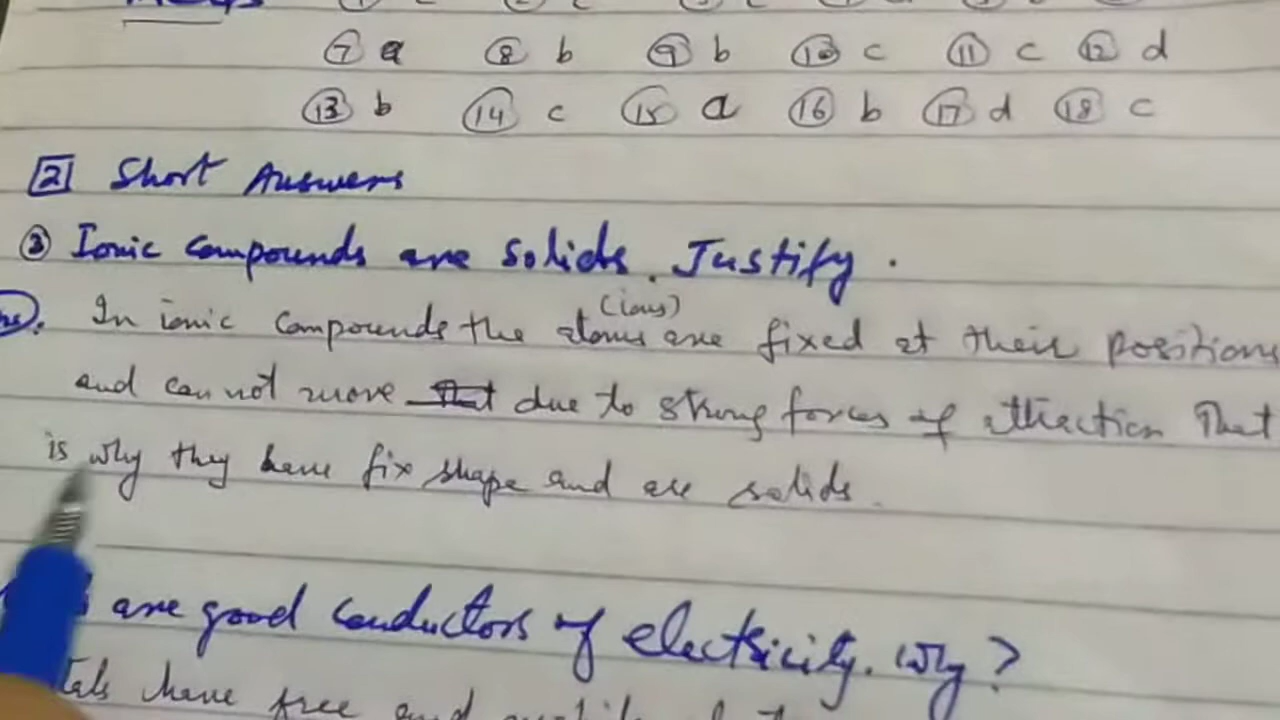 ⑦ a ⑧ b ⑨ b ⑩ c ⑪ c ⑫ d
⑬ b ⑭ c ⑮ a ⑯ b ⑰ d ⑱ c
2 Short Answers
③ Ionic Compounds are Solids. Justify.
(ions)
In ionic compounds the atoms are fixed at their positions
and can not move due to strong forces of attraction That
is why they have fix shape and are solids.
are good conductors of electricity. Why?
have free and